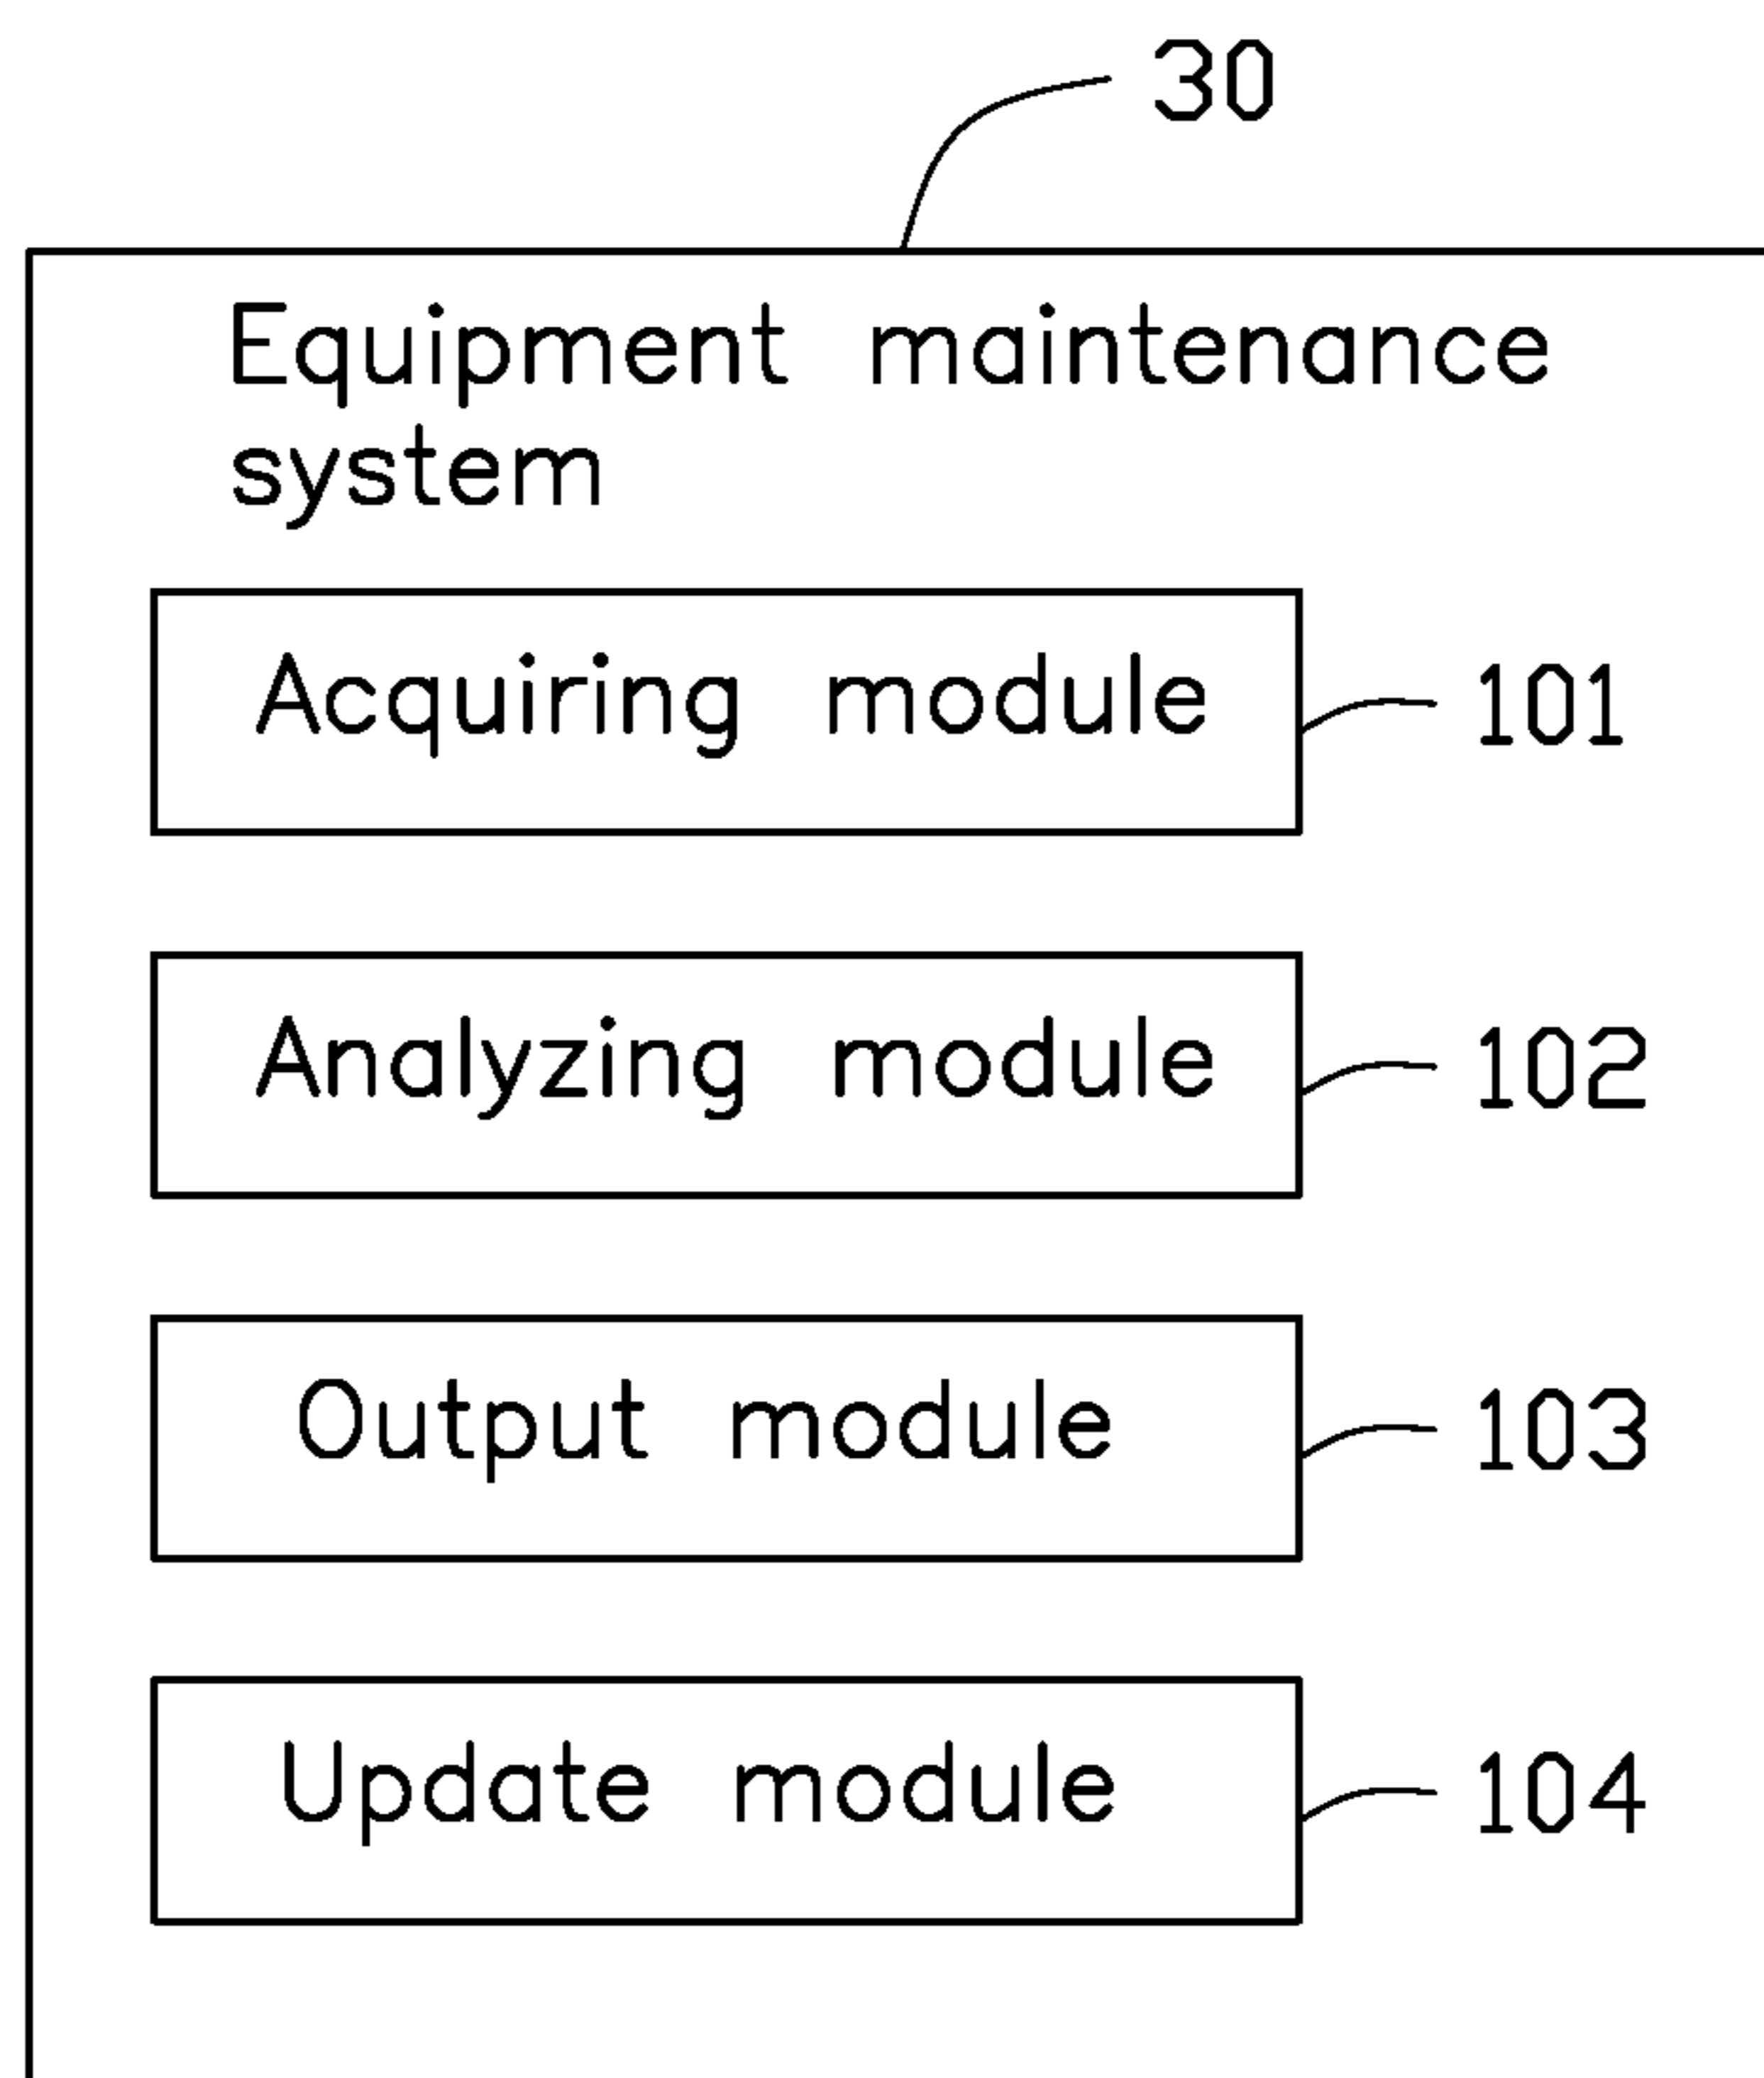 30
Equipment maintenance
system
Acquiring module
101
Analyzing module
102
Output module
103
Update module
104